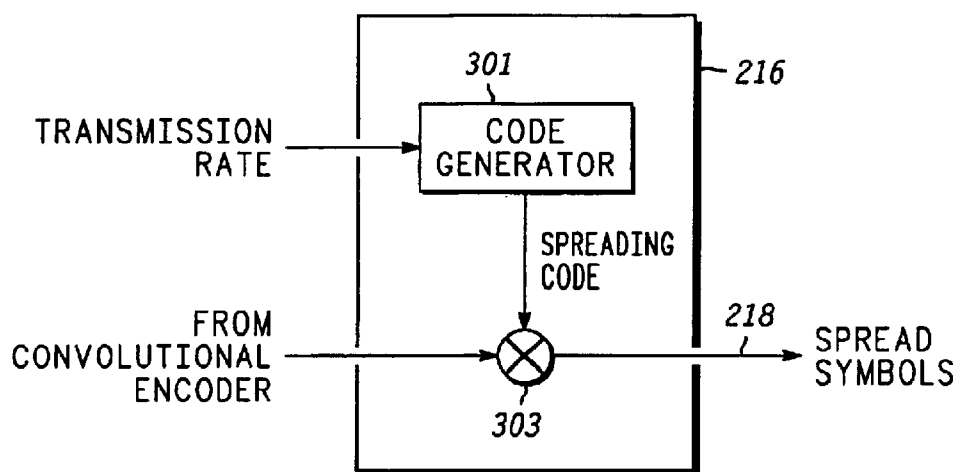 301
216
TRANSMISSION
RATE
CODE
GENERATOR
SPREADING
CODE
FROM
CONVOLUTIONAL
ENCODER
218
SPREAD
SYMBOLS
303